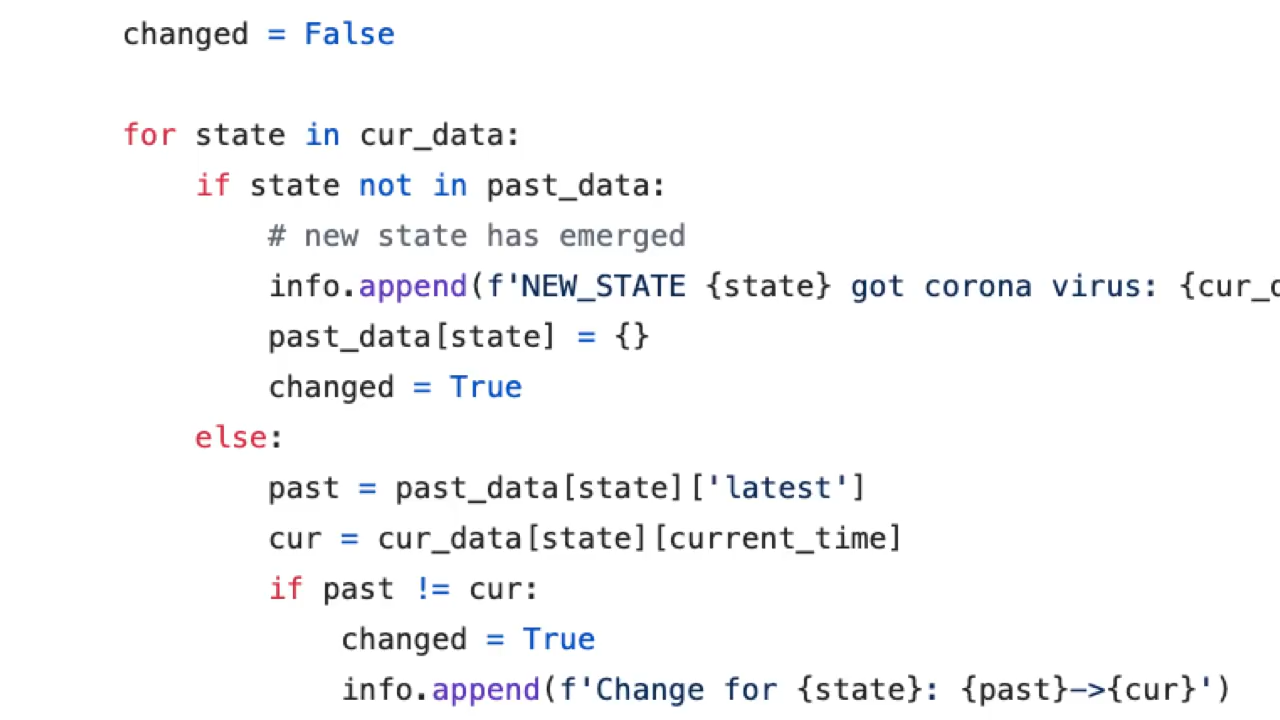 changed = False
for state in cur_data:
if state not in past_data:
# new state has emerged
info.append(f'NEW_STATE {state} got corona virus: {cur_
past_data[state] = {}
changed = True
else:
past = past_data[state]['latest']
cur = cur_data[state][current_time]
if past != cur:
changed = True
info.append(f'Change for {state}: {past}->{cur}')